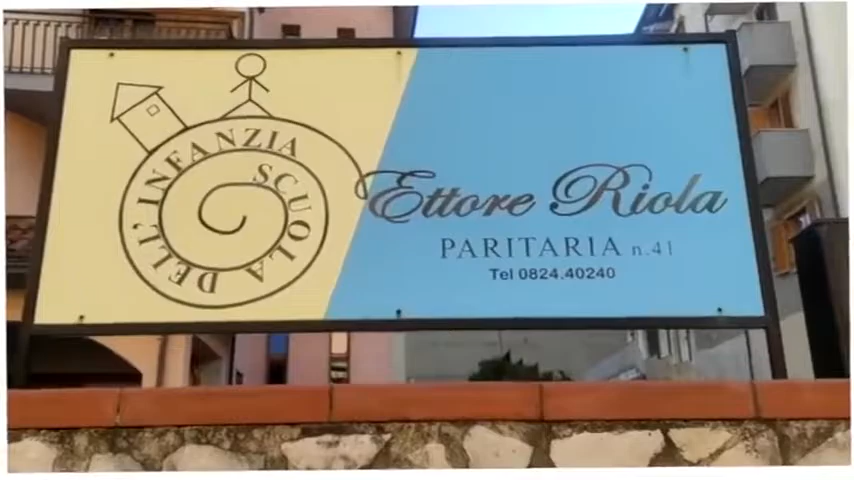 SCUOLA DELL'INFANZIA
Ettore Riola
PARITARIA n.41
Tel 0824.40240